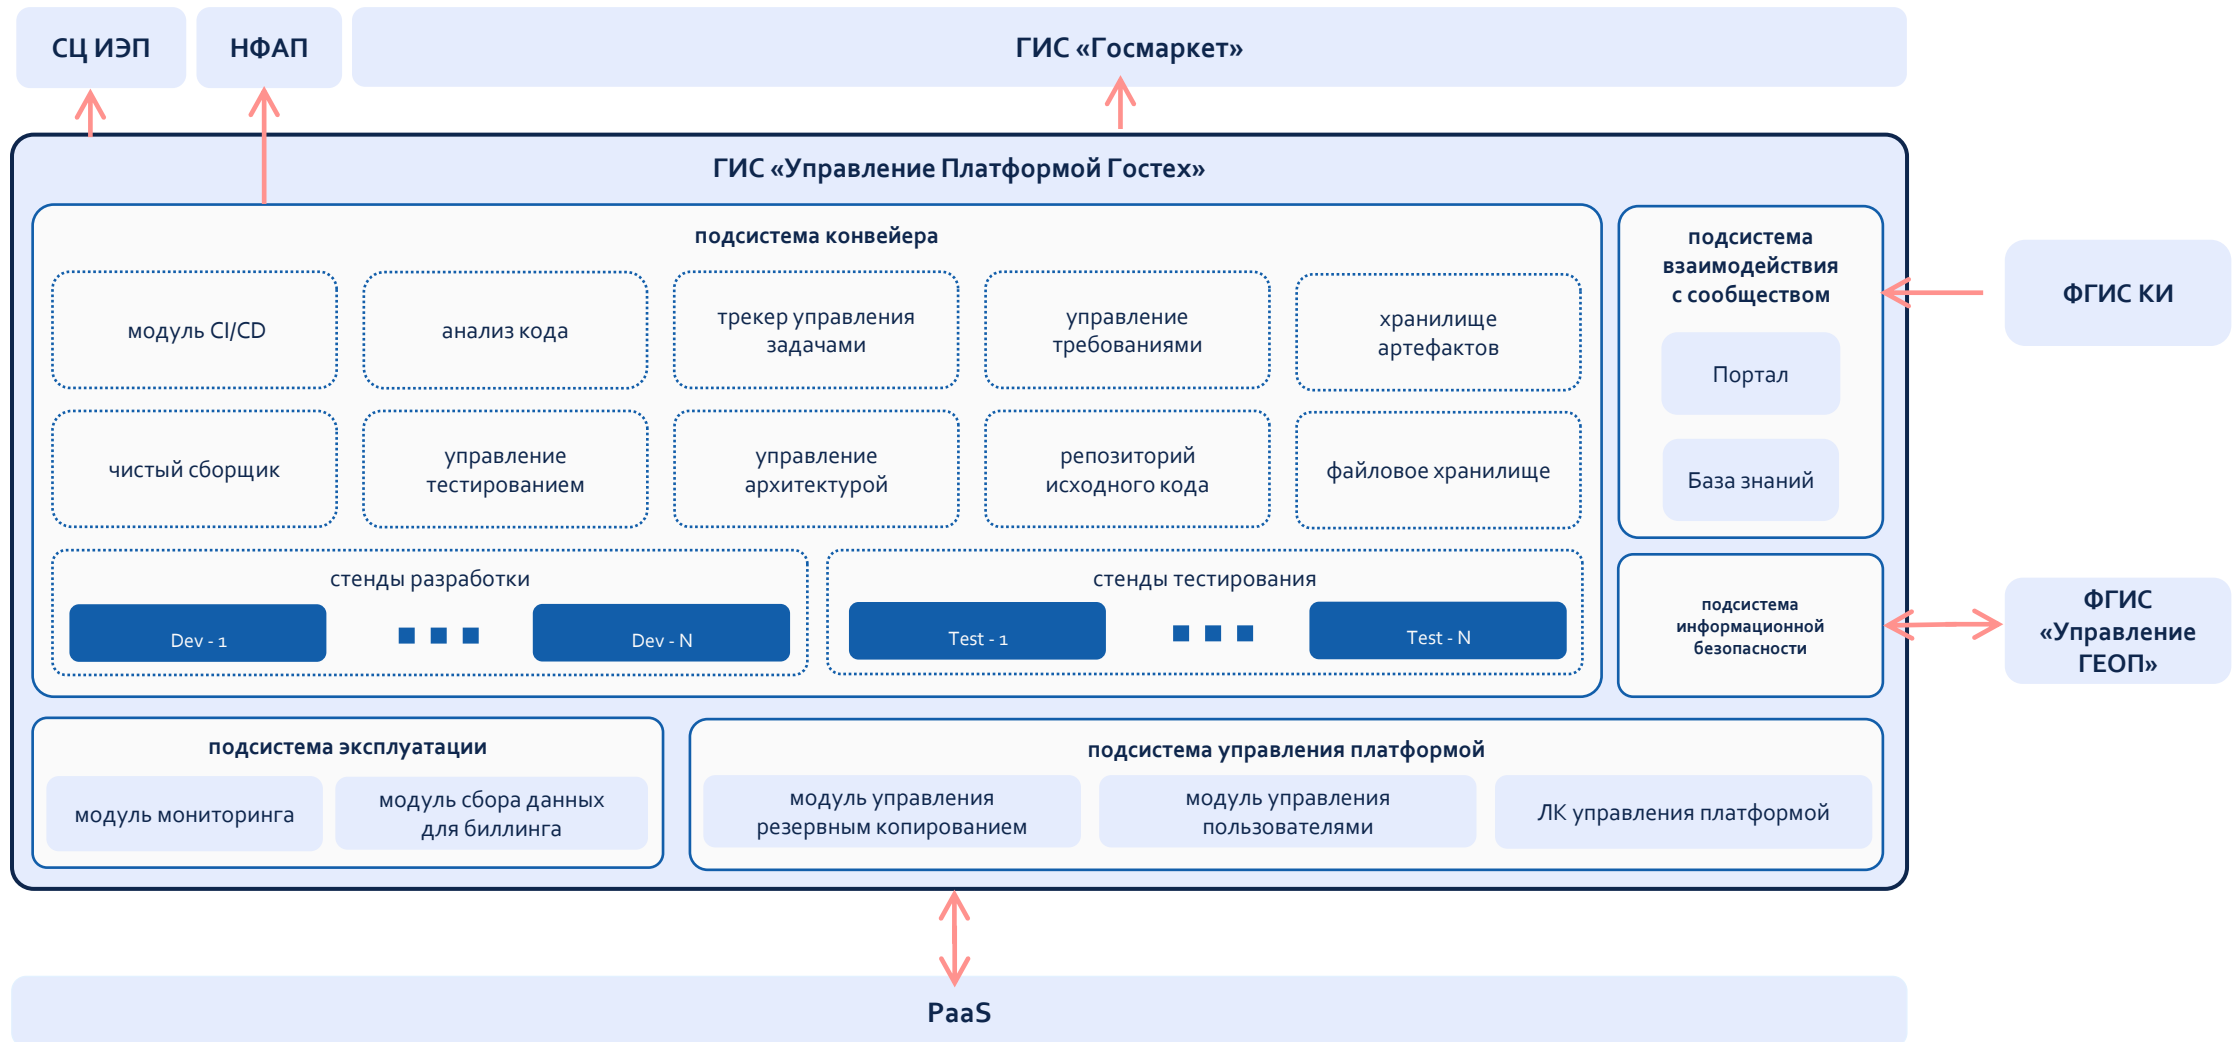 СЦ ИЭП
НФАП
ГИС «Госмаркет»
ГИС «Управление Платформой Гостех»
подсистема конвейера
модуль CI/CD
анализ кода
трекер управления
задачами
управление
требованиями
хранилище
артефактов
чистый сборщик
управление
тестированием
управление
архитектурой
репозиторий
исходного кода
файловое хранилище
стенды разработки
Dev - 1
Dev - N
стенды тестирования
Test - 1
Test - N
подсистема
взаимодействия
с сообществом
Портал
База знаний
ФГИС КИ
подсистема
информационной
безопасности
ФГИС
«Управление
ГЕОП»
подсистема эксплуатации
модуль мониторинга
модуль сбора данных
для биллинга
подсистема управления платформой
модуль управления
резервным копированием
модуль управления
пользователями
ЛК управления платформой
PaaS